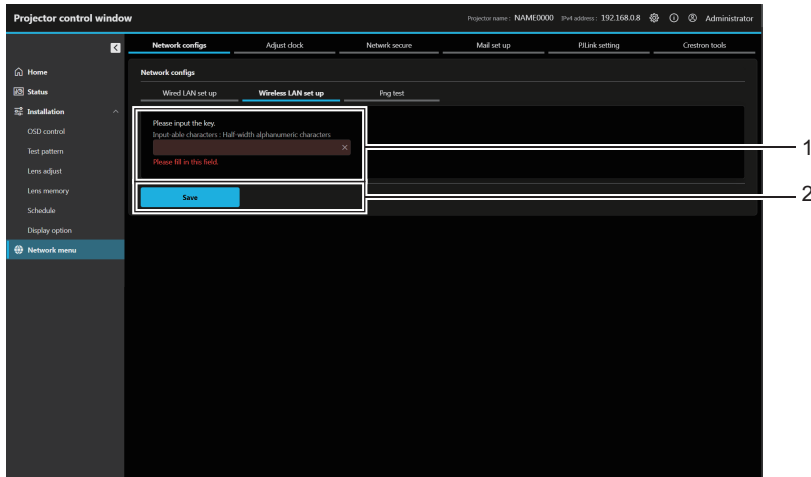 Projector control window
Projector name : NAME0000 IPv4 address : 192.168.0.8 Administrator
Network configs Adjust clock Network secure Mail set up PJLink setting Crestron tools
Home
Status
Installation
OSD control
Test pattern
Lens adjust
Lens memory
Schedule
Display option
Network menu
Network configs
Wired LAN set up Wireless LAN set up Png test
Please input the key.
Input-able characters : Half-width alphanumeric characters
Please fill in this field.
Save
1
2